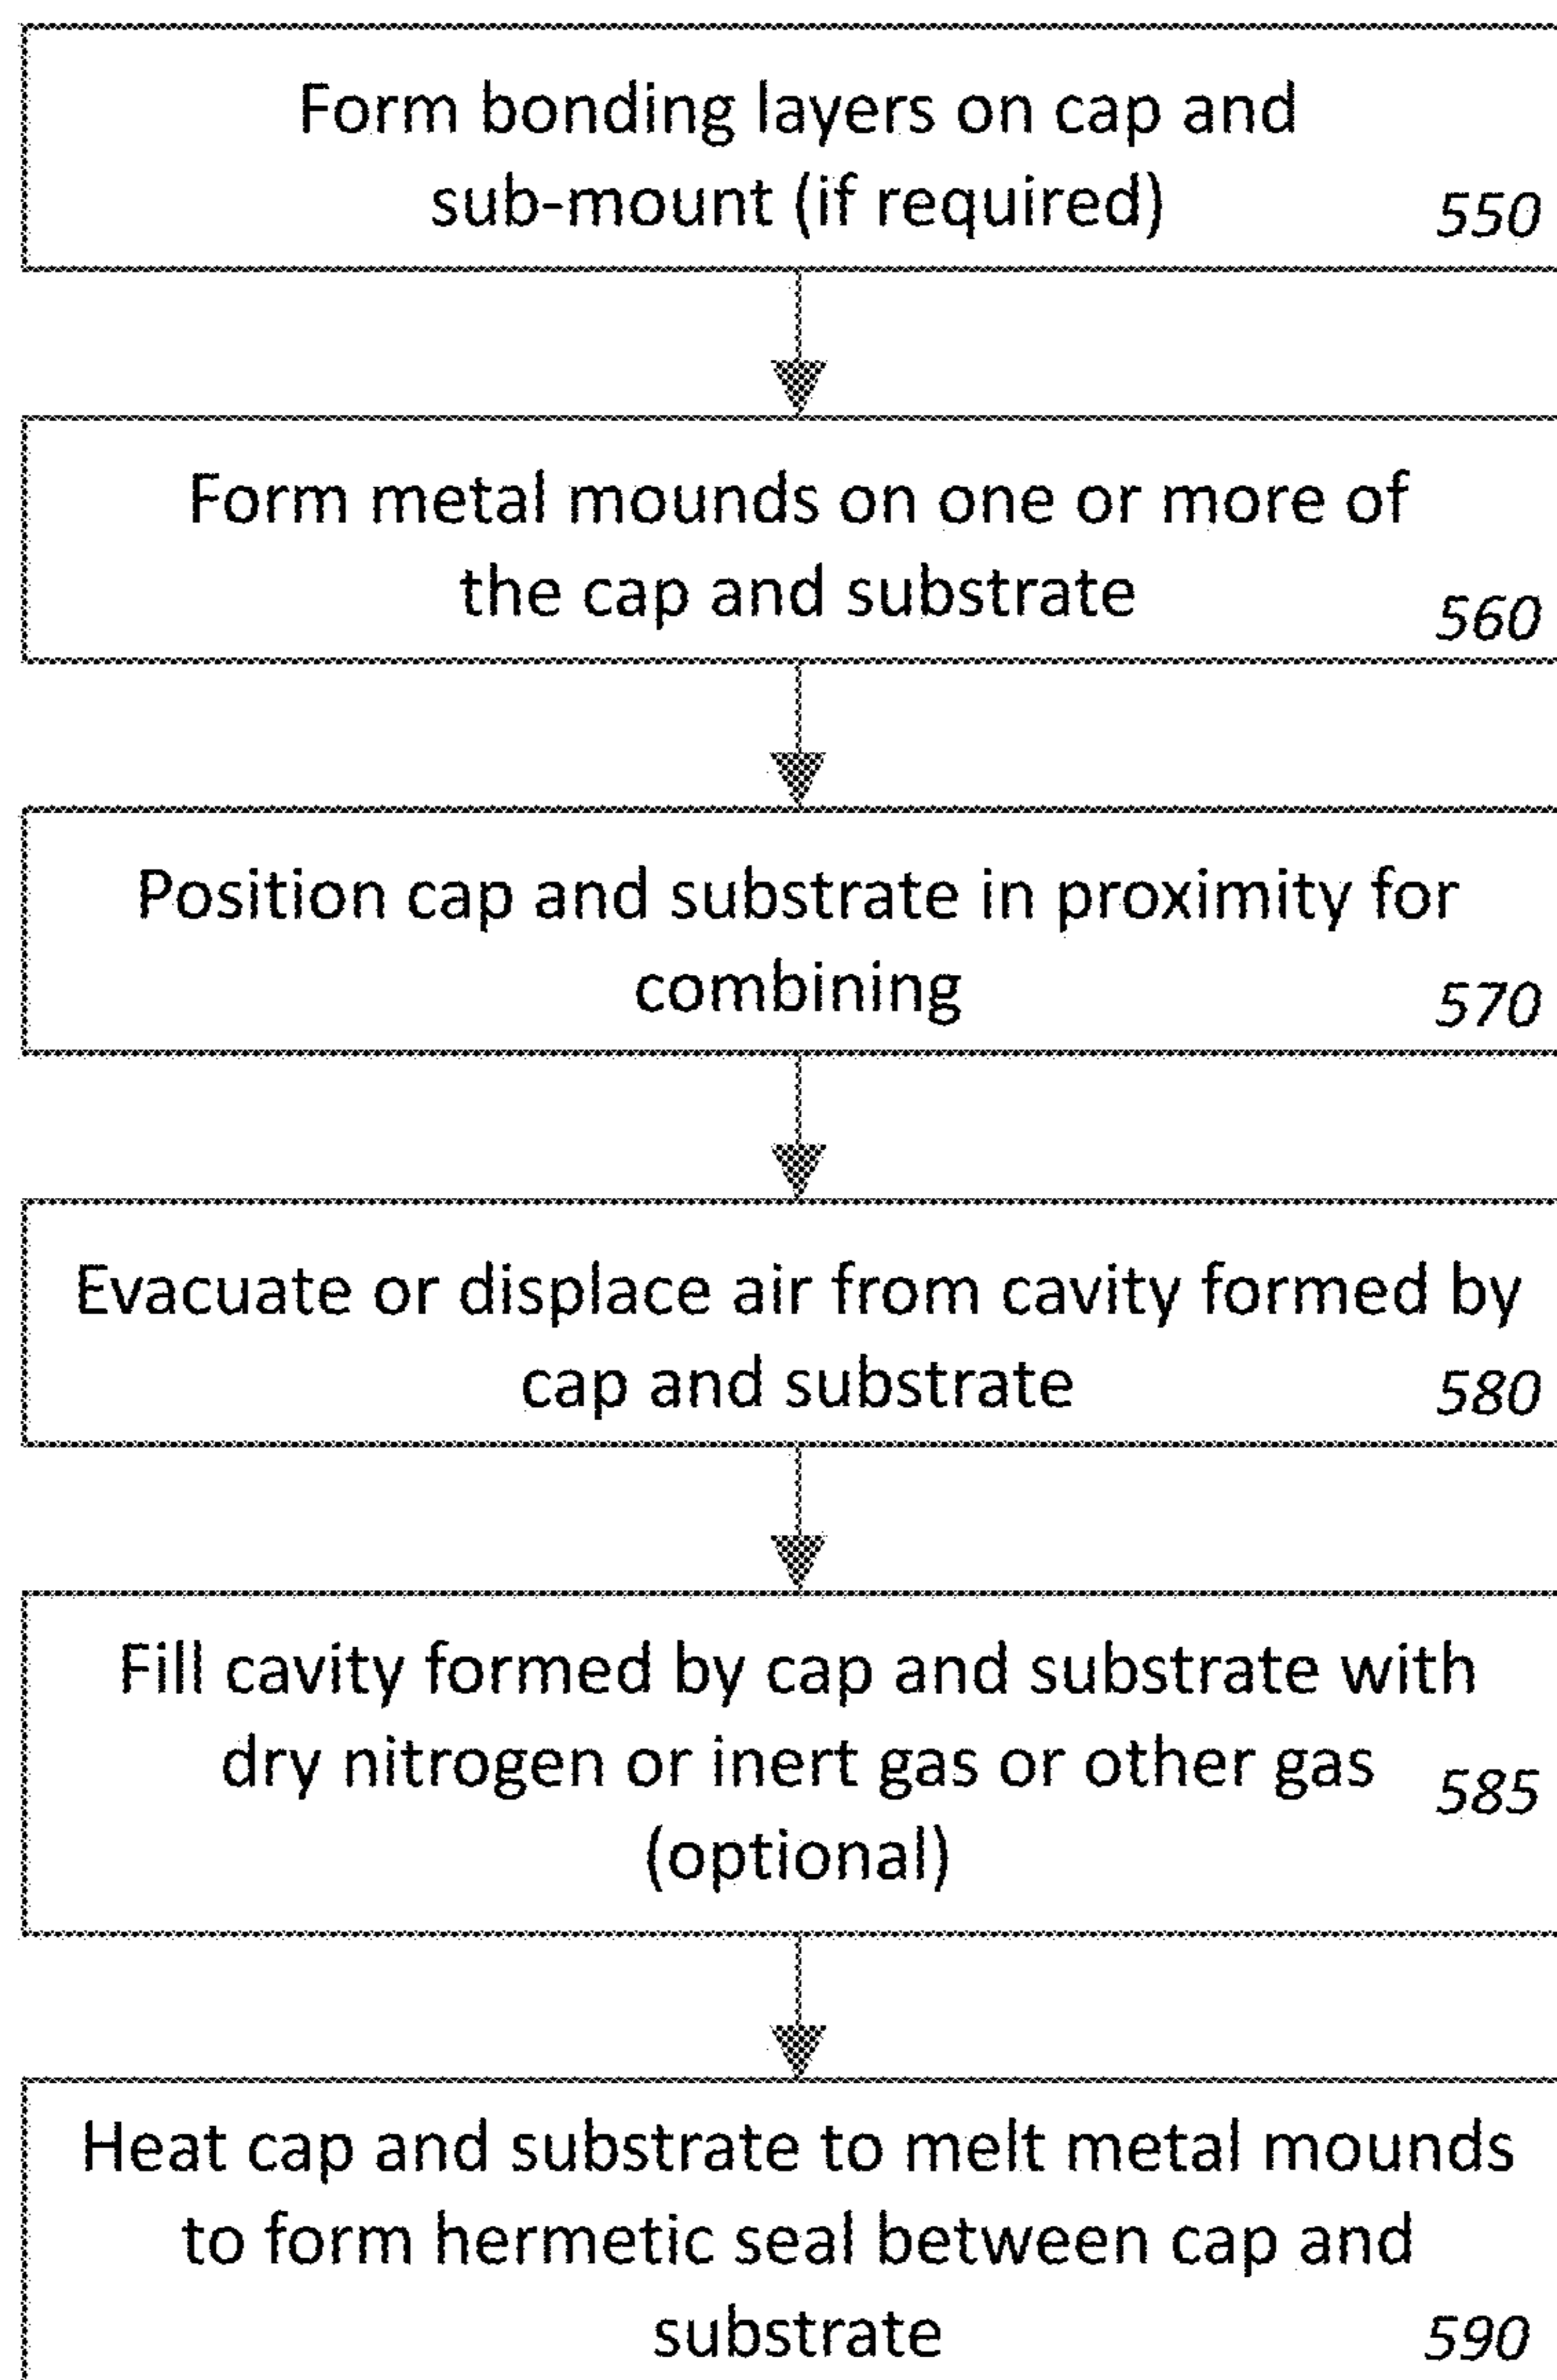 Form bonding layers on cap and
sub-mount (if required)
550
Form metal mounds on one or more of
the cap and substrate
560
Position cap and substrate in proximity for
combining
570
Evacuate or displace air from cavity formed by
cap and substrate
580
Fill cavity formed by cap and substrate with
dry nitrogen or inert gas or other gas
585
(optional)
Heat cap and substrate to melt metal mounds
to form hermetic seal between cap and
substrate
590